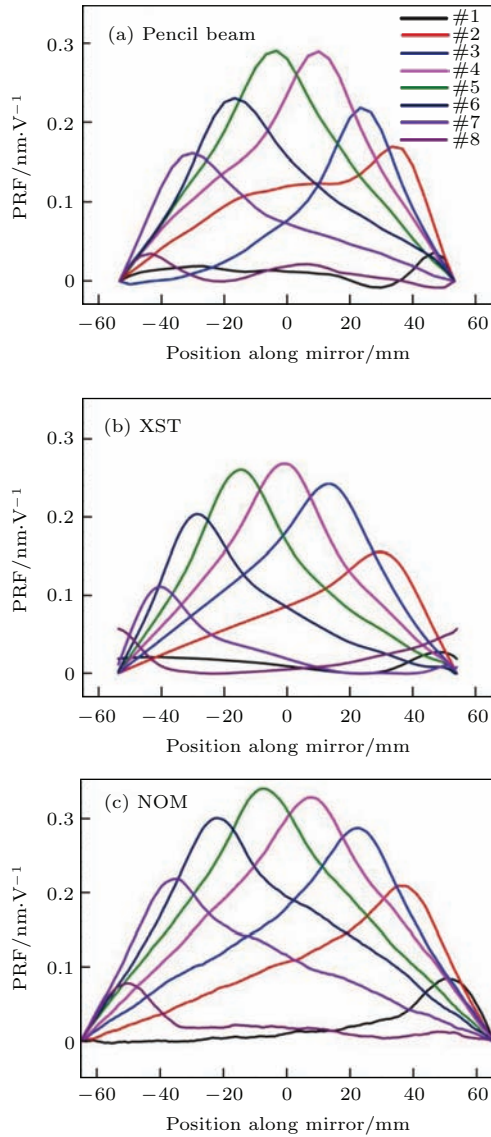 (a) Pencil beam
#1
#2
#3
#4
#5
#6
#7
#8
PRF/nm·V−1
0.3
0.2
0.1
0
−60 −40 −20 0 20 40 60
Position along mirror/mm
(b) XST
PRF/nm·V−1
0.3
0.2
0.1
0
−60 −40 −20 0 20 40 60
Position along mirror/mm
(c) NOM
PRF/nm·V−1
0.3
0.2
0.1
0
−60 −40 −20 0 20 40 60
Position along mirror/mm